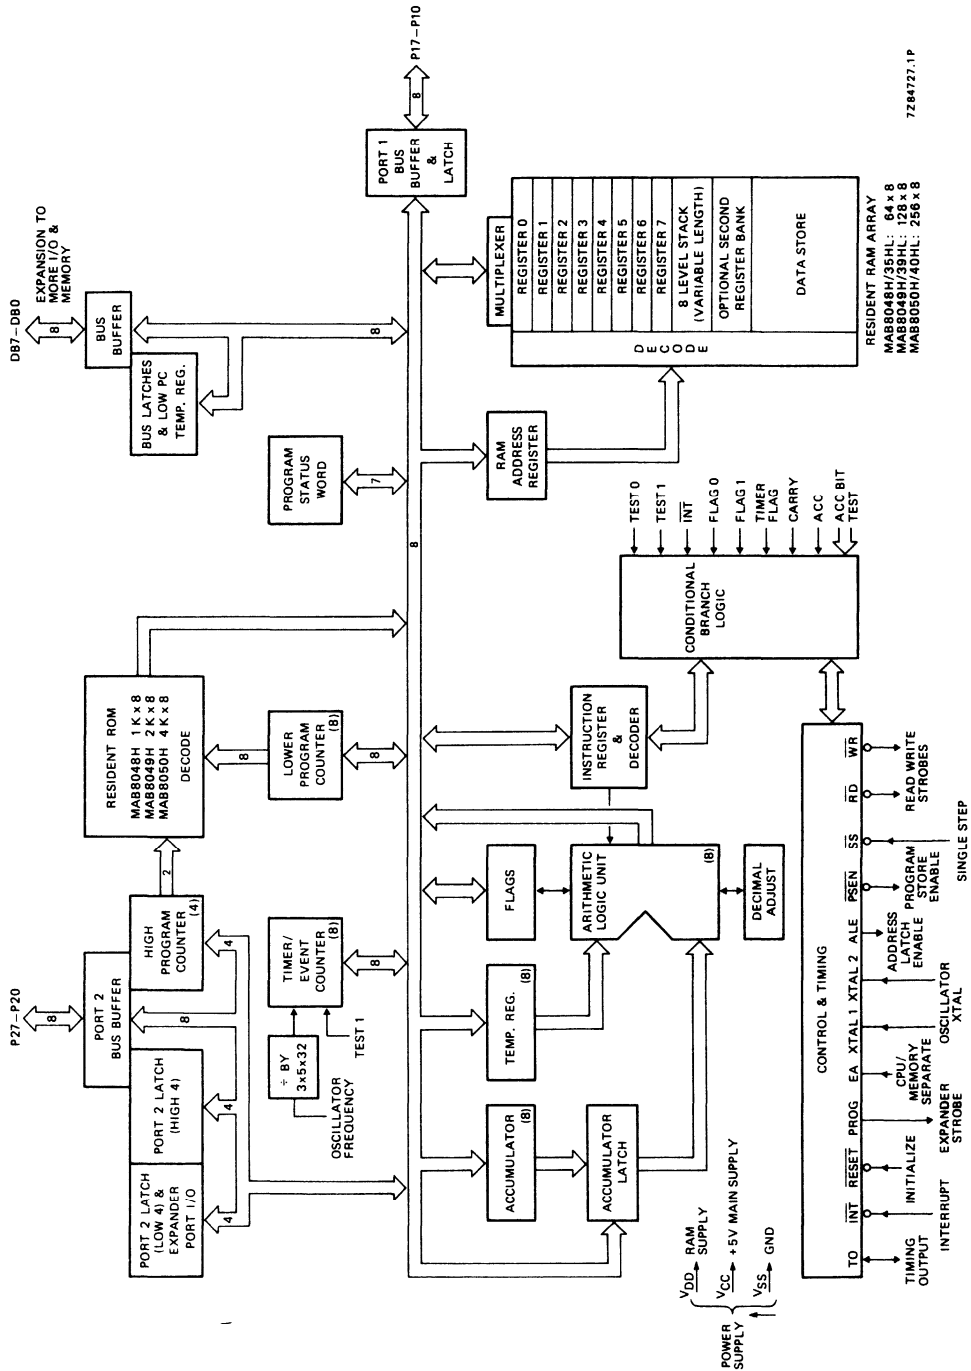 P27–P20
8
PORT 2
BUS BUFFER
PORT 2 LATCH
(LOW 4) &
EXPANDER
PORT I/O
PORT 2 LATCH
(HIGH 4)
HIGH
PROGRAM
COUNTER
(4)
4
4
8
4
2
RESIDENT ROM
MAB8048H 1 K x 8
MAB8049H 2 K x 8
MAB8050H 4 K x 8
DECODE
8
LOWER
PROGRAM
COUNTER
(8)
8
DB7–DB0
8
EXPANSION TO
MORE I/O &
MEMORY
BUS
BUFFER
BUS LATCHES
& LOW PC
TEMP. REG.
8
OSCILLATOR
FREQUENCY
÷ BY
3x5x32
TEST 1
TIMER/
EVENT
COUNTER
(8)
8
PROGRAM
STATUS
WORD
7
8
PORT 1
BUS
BUFFER
&
LATCH
8
P17–P10
ACCUMULATOR
(8)
ACCUMULATOR
LATCH
TEMP. REG.
(8)
FLAGS
ARITHMETIC
LOGIC UNIT
(8)
DECIMAL
ADJUST
INSTRUCTION
REGISTER
&
DECODER
RAM
ADDRESS
REGISTER
MULTIPLEXER
DECODE
REGISTER 0
REGISTER 1
REGISTER 2
REGISTER 3
REGISTER 4
REGISTER 5
REGISTER 6
REGISTER 7
8 LEVEL STACK
(VARIABLE LENGTH)
OPTIONAL SECOND
REGISTER BANK
DATA STORE
RESIDENT RAM ARRAY
MAB8048H/35HL: 64 x 8
MAB8049H/39HL: 128 x 8
MAB8050H/40HL: 256 x 8
CONDITIONAL
BRANCH
LOGIC
TEST 0
TEST 1
INT
FLAG 0
FLAG 1
TIMER
FLAG
CARRY
ACC
ACC BIT
TEST
POWER
SUPPLY
VDD
RAM
SUPPLY
VCC
+5V MAIN SUPPLY
VSS
GND
CONTROL & TIMING
TO
INT
RESET
PROG
EA
XTAL 1
XTAL 2
ALE
PSEN
SS
RD
WR
TIMING
OUTPUT
INTERRUPT
INITIALIZE
EXPANDER
STROBE
CPU/
MEMORY
SEPARATE
OSCILLATOR
XTAL
ADDRESS
LATCH
ENABLE
PROGRAM
STORE
ENABLE
SINGLE STEP
READ WRITE
STROBES
7Z84727.1P